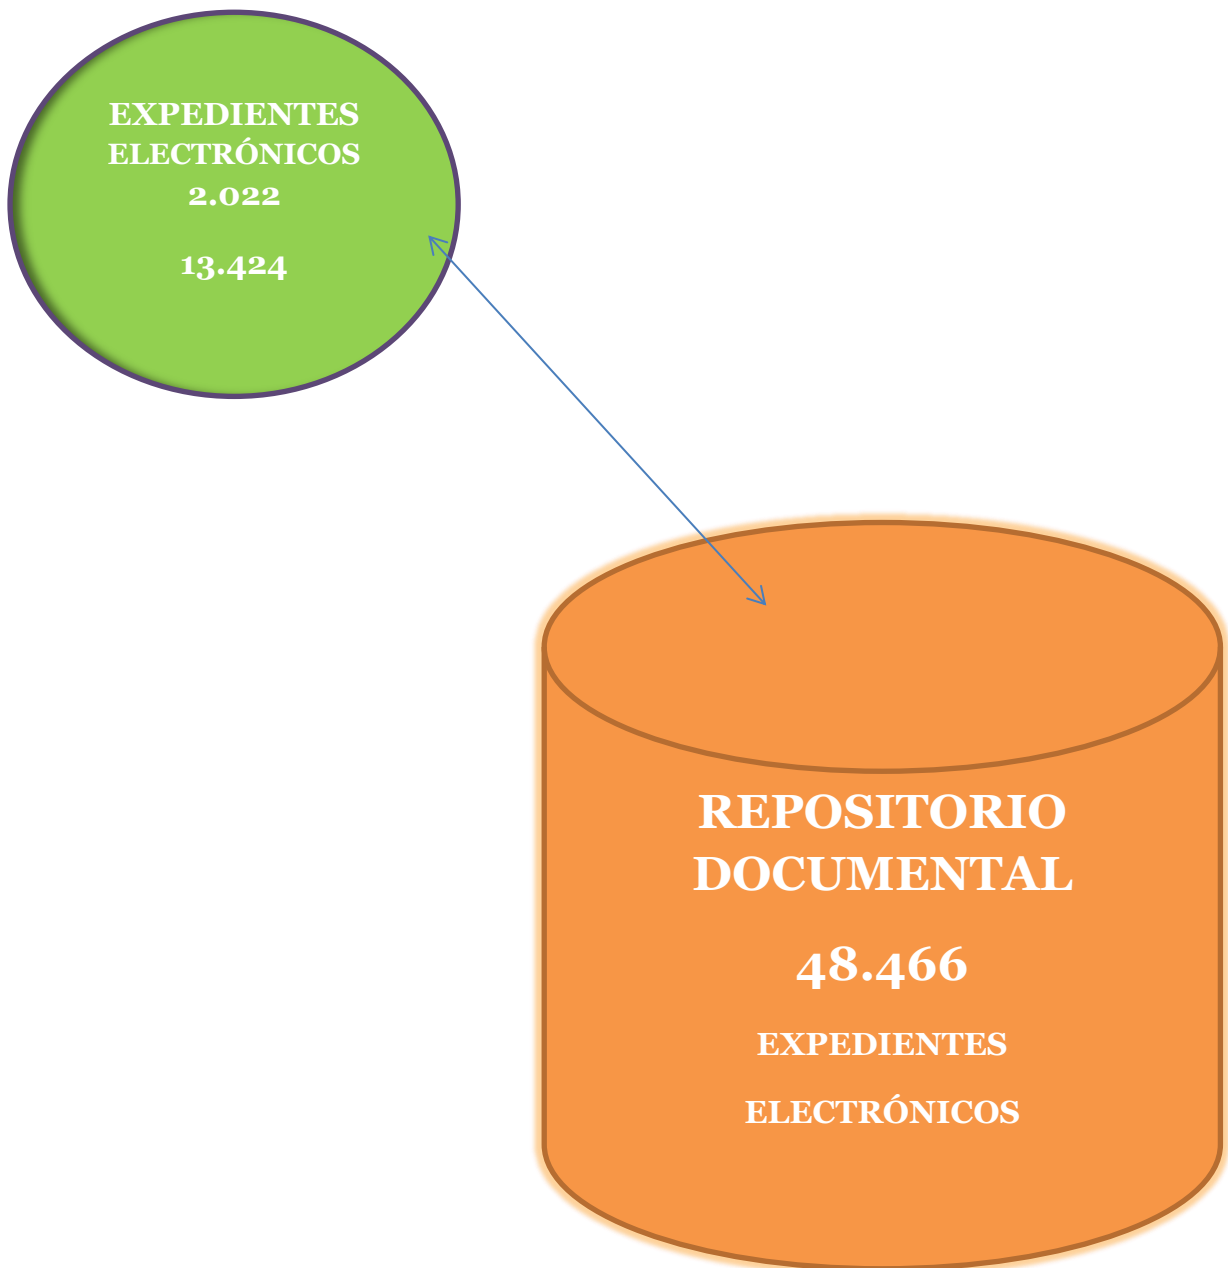 EXPEDIENTES
ELECTRÓNICOS
2.022
13.424
REPOSITORIO
DOCUMENTAL
48.466
EXPEDIENTES
ELECTRÓNICOS